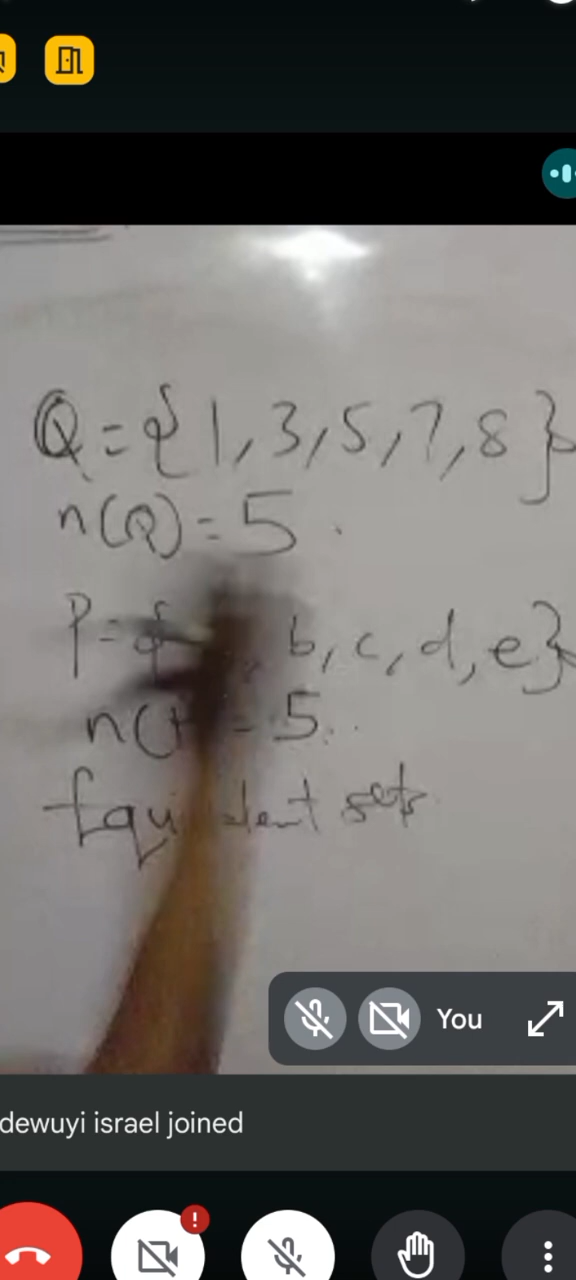 Q = {1, 3, 5, 7, 8}
n(Q) = 5.
P = { , b, c, d, e}
n( = 5.
sets
You
dewuyi israel joined